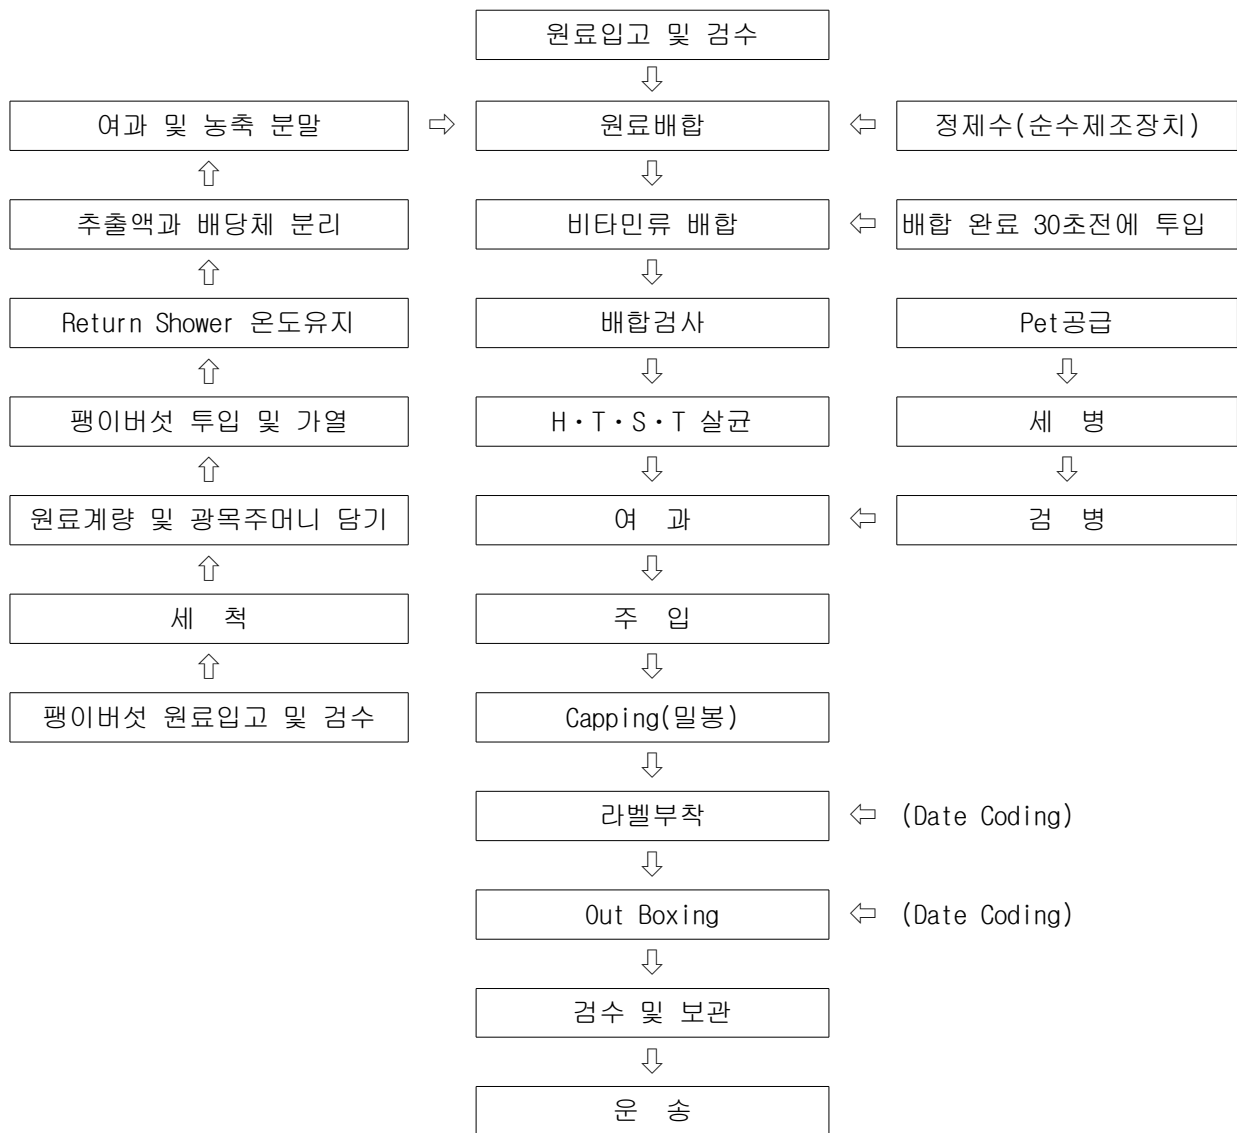 원료입고 및 검수
여과 및 농축 분말 ⇨ 원료배합 ⇦ 정제수(순수제조장치)
추출액과 배당체 분리 비타민류 배합 ⇦ 배합 완료 30초전에 투입
Return Shower 온도유지 배합검사 Pet공급
팽이버섯 투입 및 가열 H·T·S·T 살균 세 병
원료계량 및 광목주머니 담기 여 과 ⇦ 검 병
세 척 주 입
팽이버섯 원료입고 및 검수 Capping(밀봉)
라벨부착 ⇦ (Date Coding)
Out Boxing ⇦ (Date Coding)
검수 및 보관
운 송